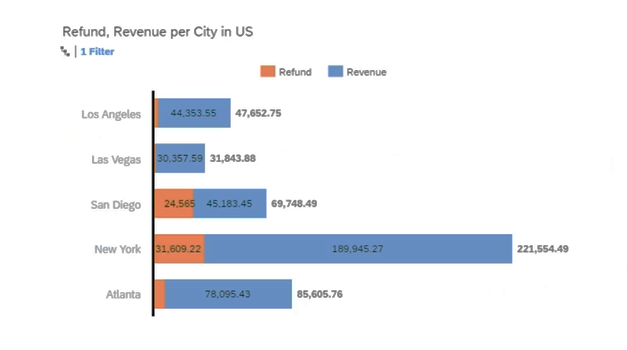 Refund, Revenue per City in US
1 Filter
Refund Revenue
Los Angeles 44,353.55 47,652.75
Las Vegas 30,357.59 31,843.88
San Diego 24,565 45,183.45 69,748.49
New York 31,609.22 189,945.27 221,554.49
Atlanta 78,095.43 85,605.76